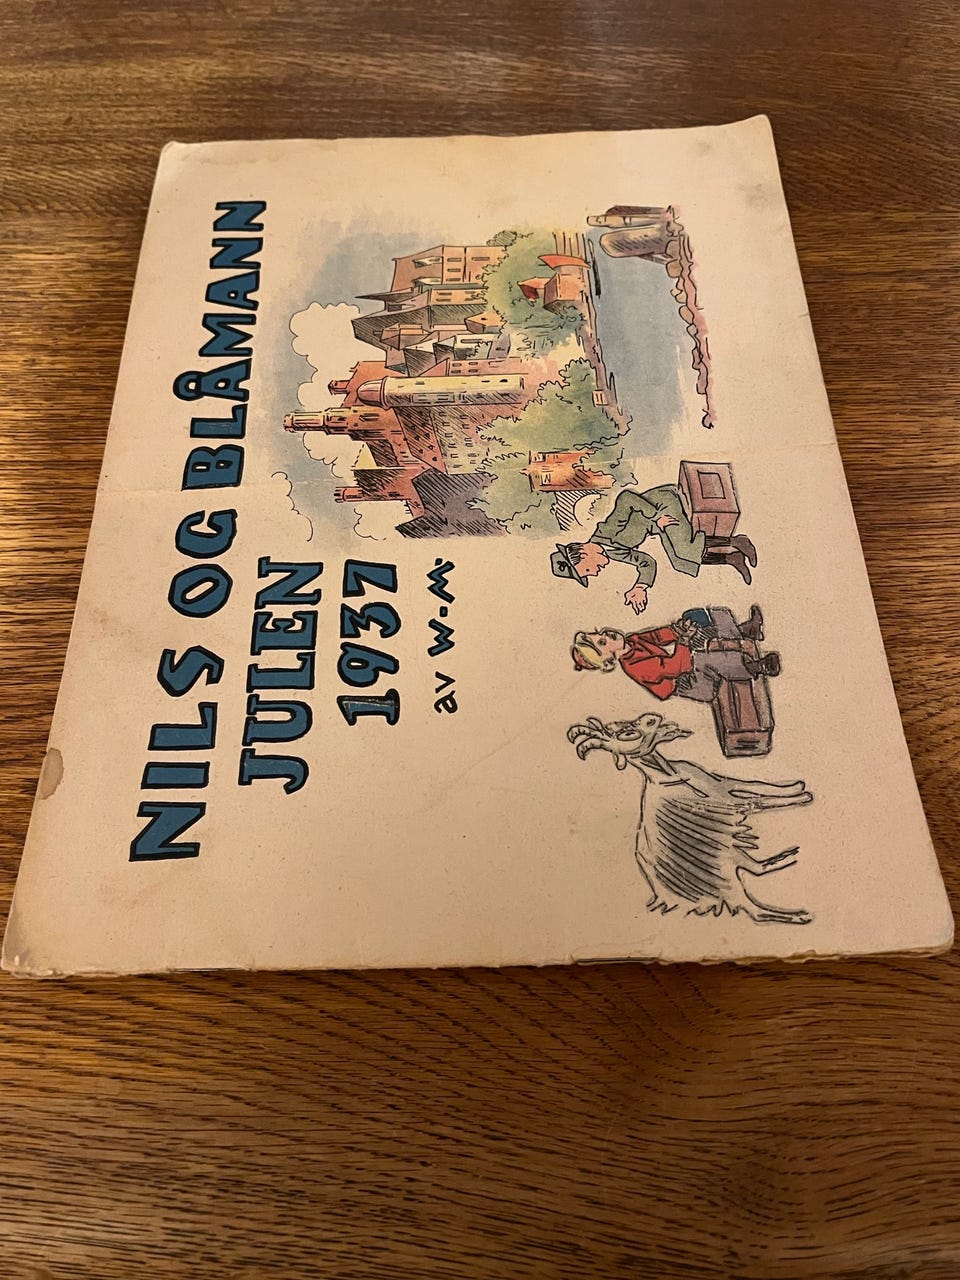 NILS OG BLÅMANN
JULEN
1937
av W-M.